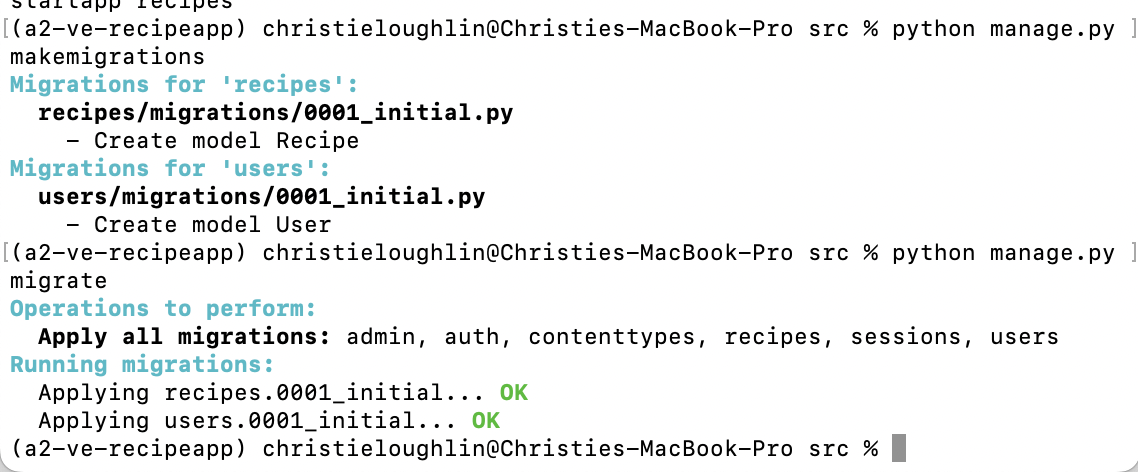 startapp recipes
[(a2-ve-recipeapp) christieloughlin@Christies-MacBook-Pro src % python manage.py ]
makemigrations
Migrations for 'recipes':
  recipes/migrations/0001_initial.py
    - Create model Recipe
Migrations for 'users':
  users/migrations/0001_initial.py
    - Create model User
[(a2-ve-recipeapp) christieloughlin@Christies-MacBook-Pro src % python manage.py ]
migrate
Operations to perform:
  Apply all migrations: admin, auth, contenttypes, recipes, sessions, users
Running migrations:
  Applying recipes.0001_initial... OK
  Applying users.0001_initial... OK
(a2-ve-recipeapp) christieloughlin@Christies-MacBook-Pro src %